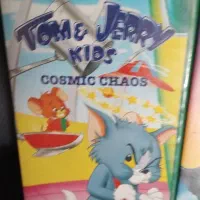 TOM & JERRY
KIDS
COSMIC CHAOS